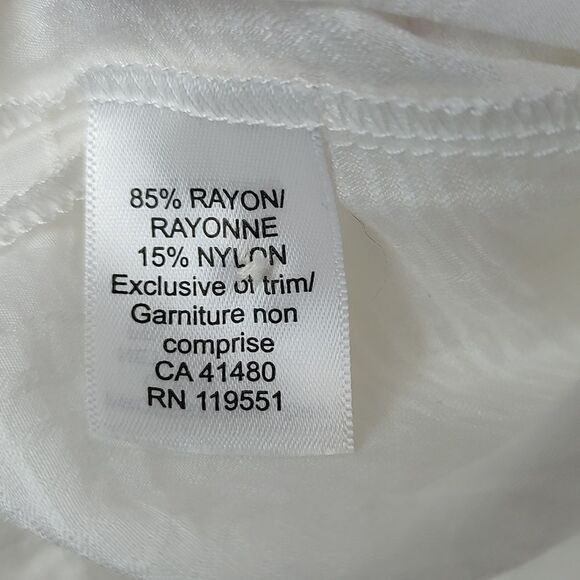 85% RAYON/
RAYONNE
15% NYLON
Exclusive of trim/
Garniture non
comprise
CA 41480
RN 119551